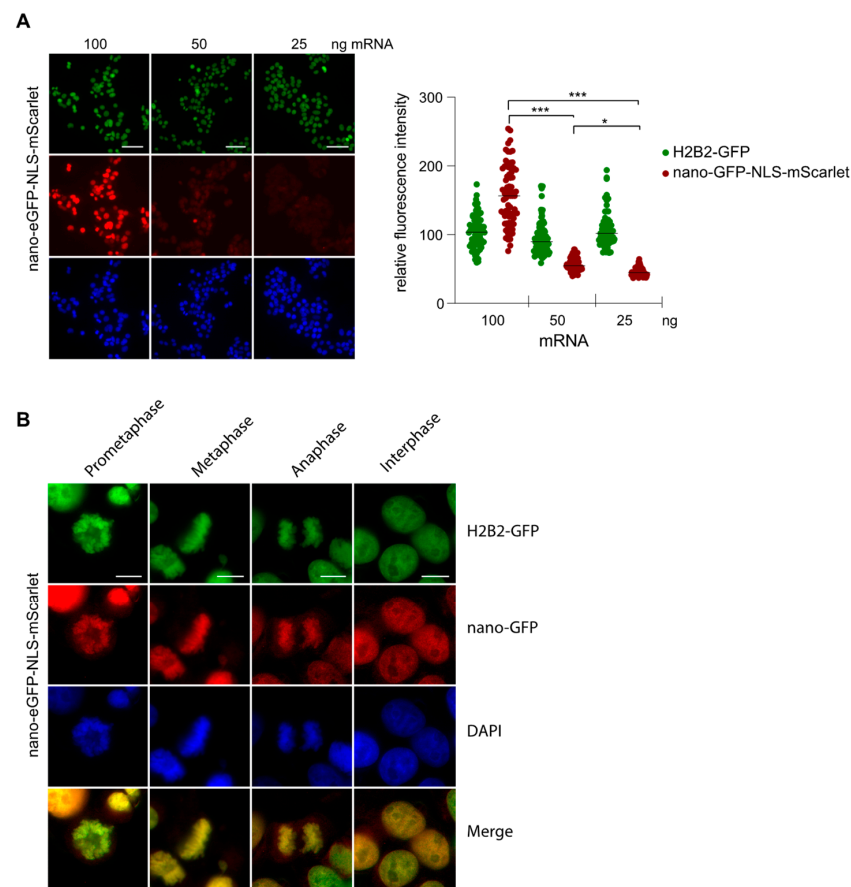 A
100 50 25 ng mRNA
nano-eGFP-NLS-mScarlet
relative fluorescence intensity
300
200
100
0
***
***
*
H2B2-GFP
nano-GFP-NLS-mScarlet
100 50 25 ng
mRNA
B
Prometaphase
Metaphase
Anaphase
Interphase
nano-eGFP-NLS-mScarlet
H2B2-GFP
nano-GFP
DAPI
Merge